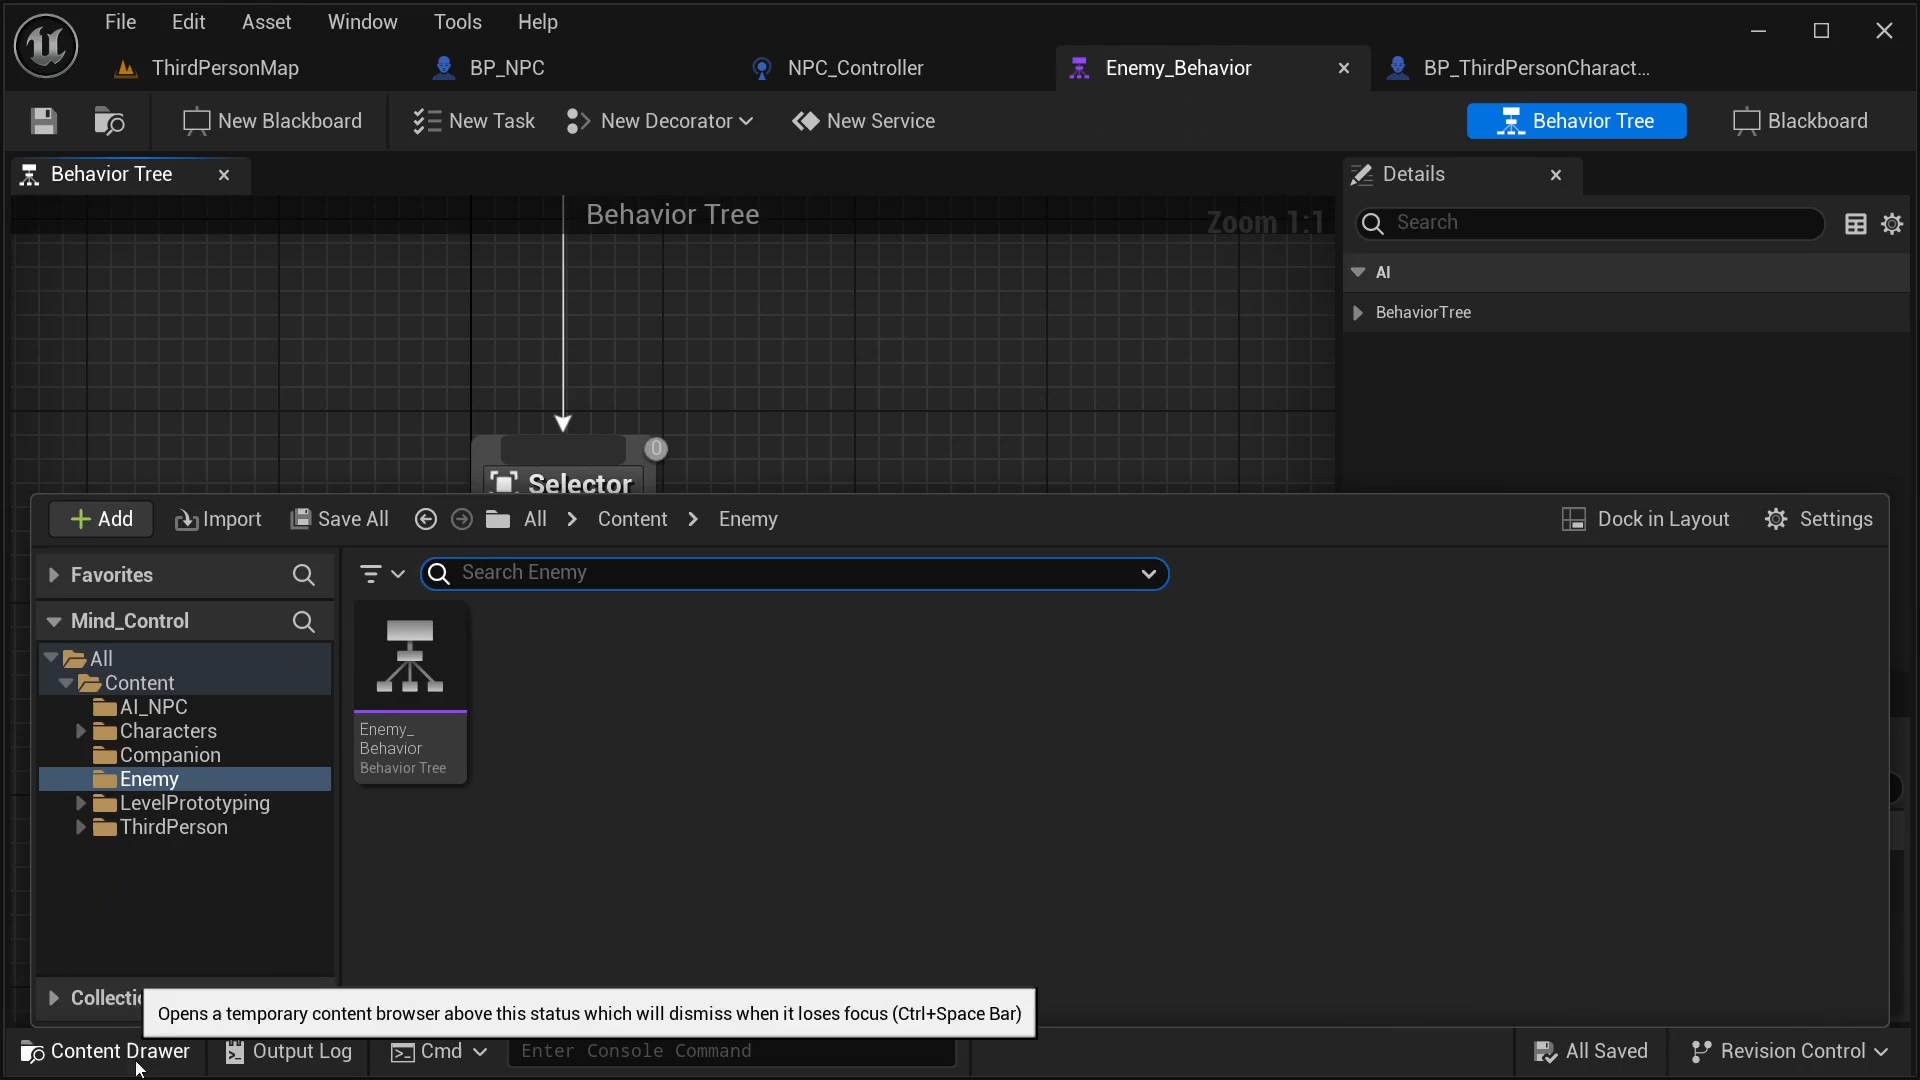 File Edit Asset Window Tools Help
ThirdPersonMap BP_NPC NPC_Controller Enemy_Behavior BP_ThirdPersonCharact...
New Blackboard New Task New Decorator New Service Behavior Tree Blackboard
Behavior Tree Details
Behavior Tree
Zoom 1:1
Search
AI
BehaviorTree
0
Selector
Add Import Save All All Content Enemy Dock in Layout Settings
Favorites
Search Enemy
Mind_Control
All
Content
AI_NPC
Characters
Companion
Enemy
LevelPrototyping
ThirdPerson
Enemy_
Behavior
Behavior Tree
Collectio
Opens a temporary content browser above this status which will dismiss when it loses focus (Ctrl+Space Bar)
Content Drawer Output Log Cmd Enter Console Command All Saved Revision Control